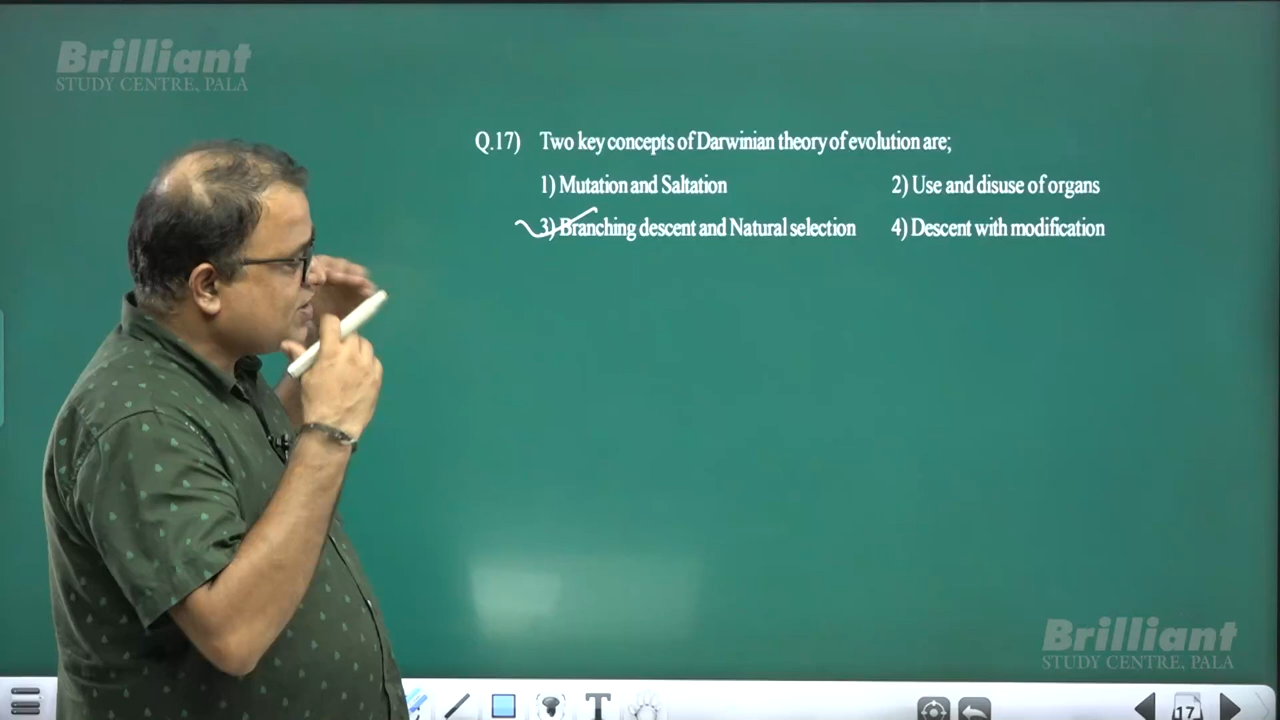 Brilliant
STUDY CENTRE, PALA
Q.17) Two key concepts of Darwinian theory of evolution are;
1) Mutation and Saltation 2) Use and disuse of organs
3) Branching descent and Natural selection 4) Descent with modification
Brilliant
STUDY CENTRE, PALA
T 17